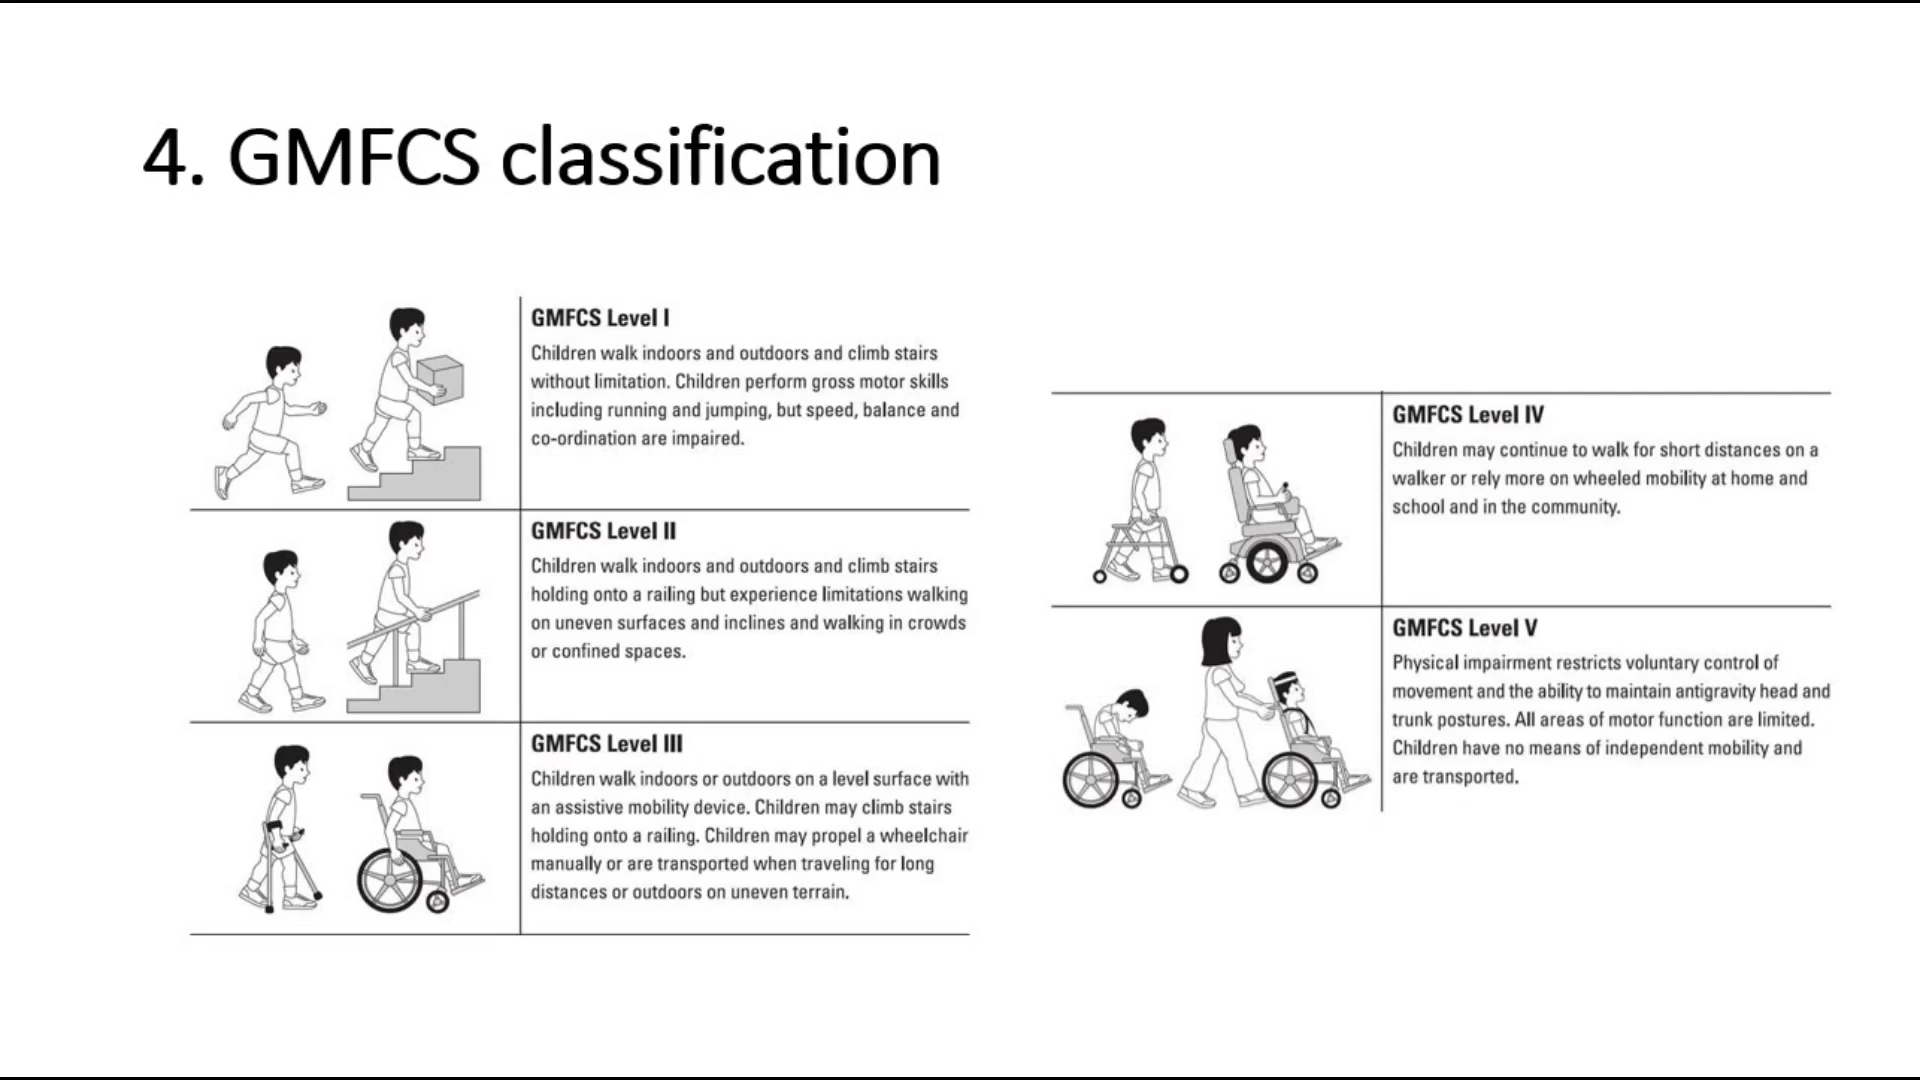 4. GMFCS classification
GMFCS Level I
Children walk indoors and outdoors and climb stairs
without limitation. Children perform gross motor skills
including running and jumping, but speed, balance and
co-ordination are impaired.
GMFCS Level II
Children walk indoors and outdoors and climb stairs
holding onto a railing but experience limitations walking
on uneven surfaces and inclines and walking in crowds
or confined spaces.
GMFCS Level III
Children walk indoors or outdoors on a level surface with
an assistive mobility device. Children may climb stairs
holding onto a railing. Children may propel a wheelchair
manually or are transported when traveling for long
distances or outdoors on uneven terrain.
GMFCS Level IV
Children may continue to walk for short distances on a
walker or rely more on wheeled mobility at home and
school and in the community.
GMFCS Level V
Physical impairment restricts voluntary control of
movement and the ability to maintain antigravity head and
trunk postures. All areas of motor function are limited.
Children have no means of independent mobility and
are transported.